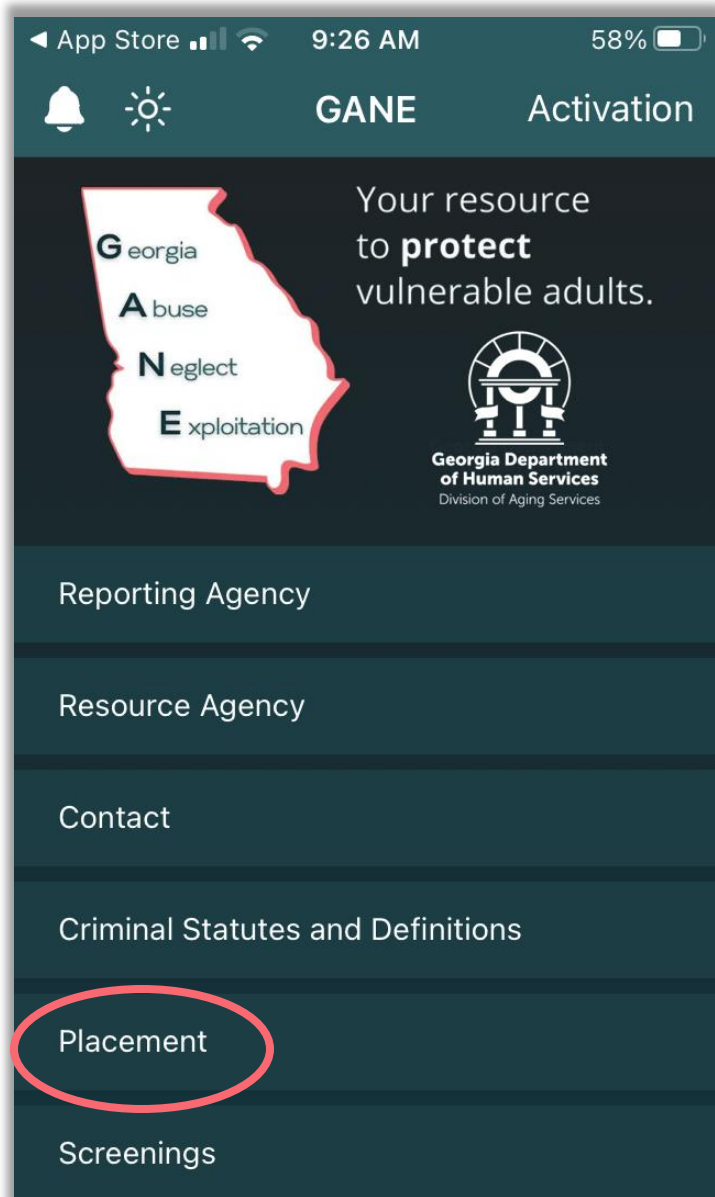 App Store 9:26 AM 58%
GANE Activation
Georgia
Abuse
Neglect
Exploitation
Your resource
to protect
vulnerable adults.
Georgia Department
of Human Services
Division of Aging Services
Reporting Agency
Resource Agency
Contact
Criminal Statutes and Definitions
Placement
Screenings